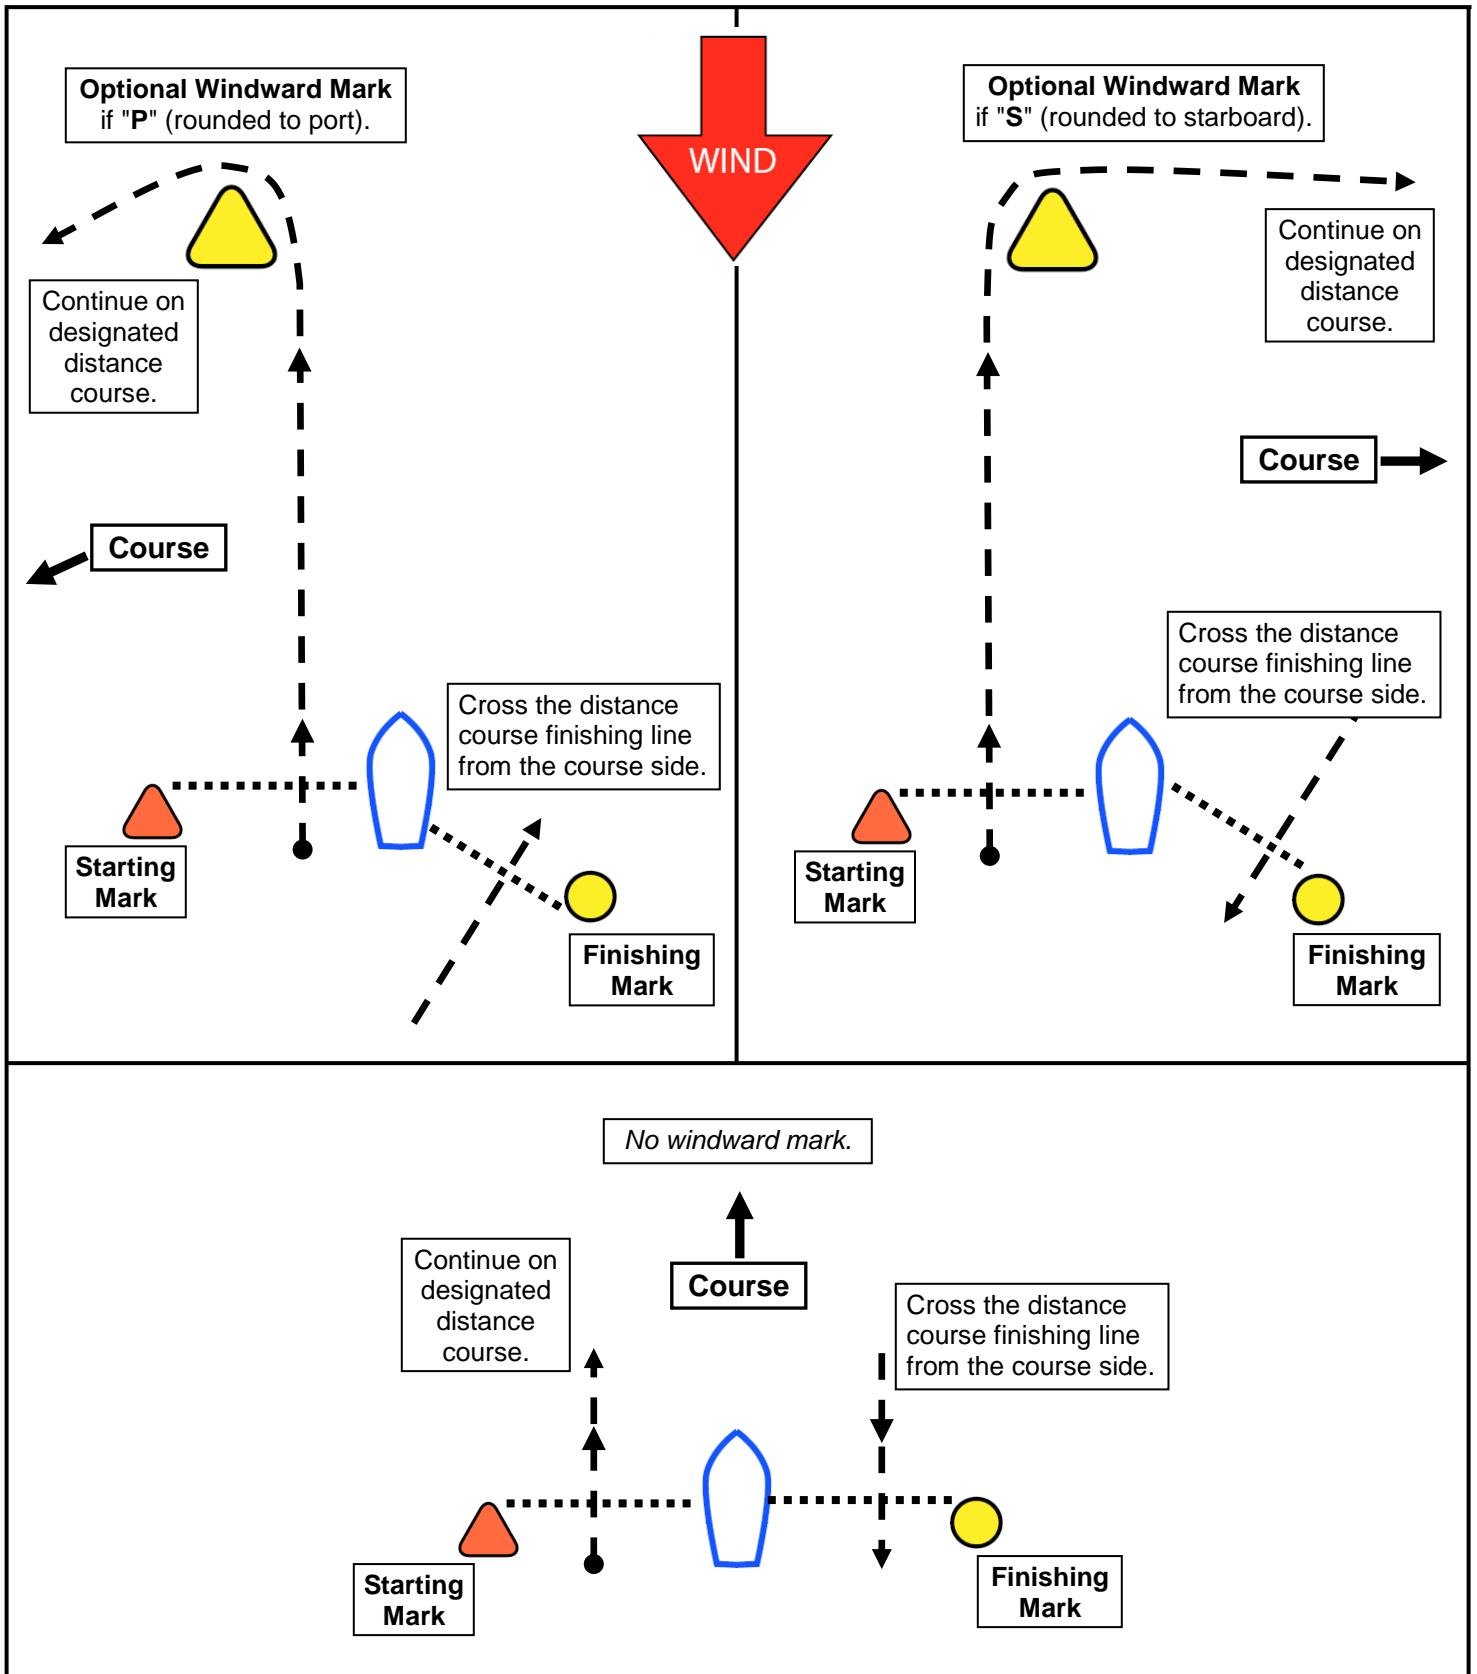 Optional Windward Mark
if "P" (rounded to port).
Continue on
designated
distance
course.
Course
Cross the distance
course finishing line
from the course side.
Starting
Mark
Finishing
Mark
WIND
Optional Windward Mark
if "S" (rounded to starboard).
Continue on
designated
distance
course.
Course
Cross the distance
course finishing line
from the course side.
Starting
Mark
Finishing
Mark
No windward mark.
Course
Continue on
designated
distance
course.
Cross the distance
course finishing line
from the course side.
Starting
Mark
Finishing
Mark